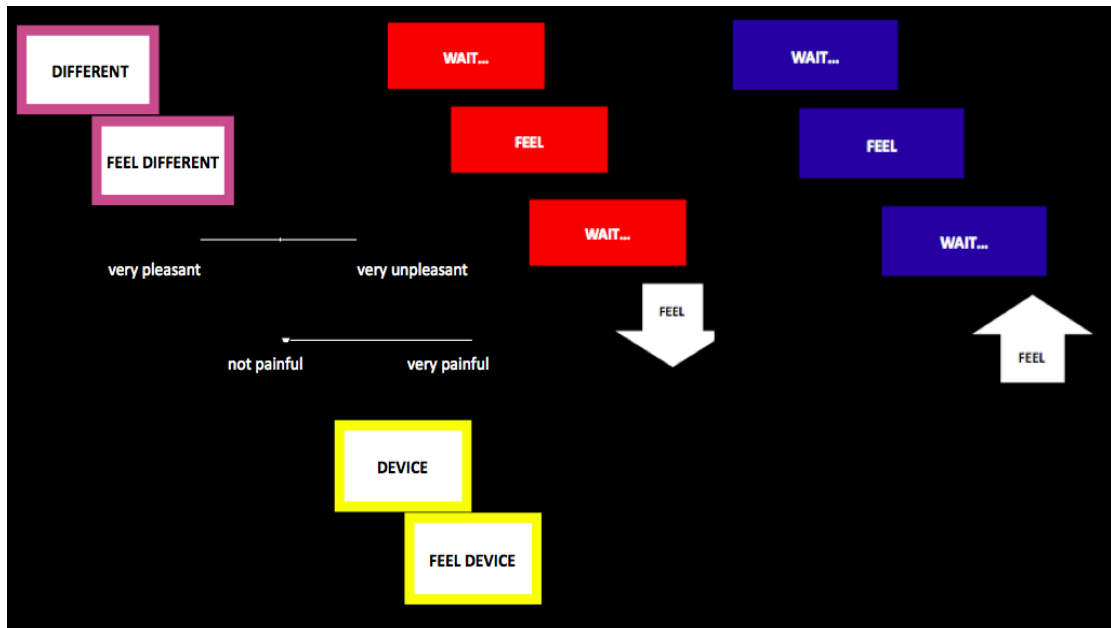 DIFFERENT
FEEL DIFFERENT
very pleasant
very unpleasant
not painful
very painful
DEVICE
FEEL DEVICE
WAIT...
FEEL
WAIT...
FEEL
WAIT...
FEEL
WAIT...
FEEL